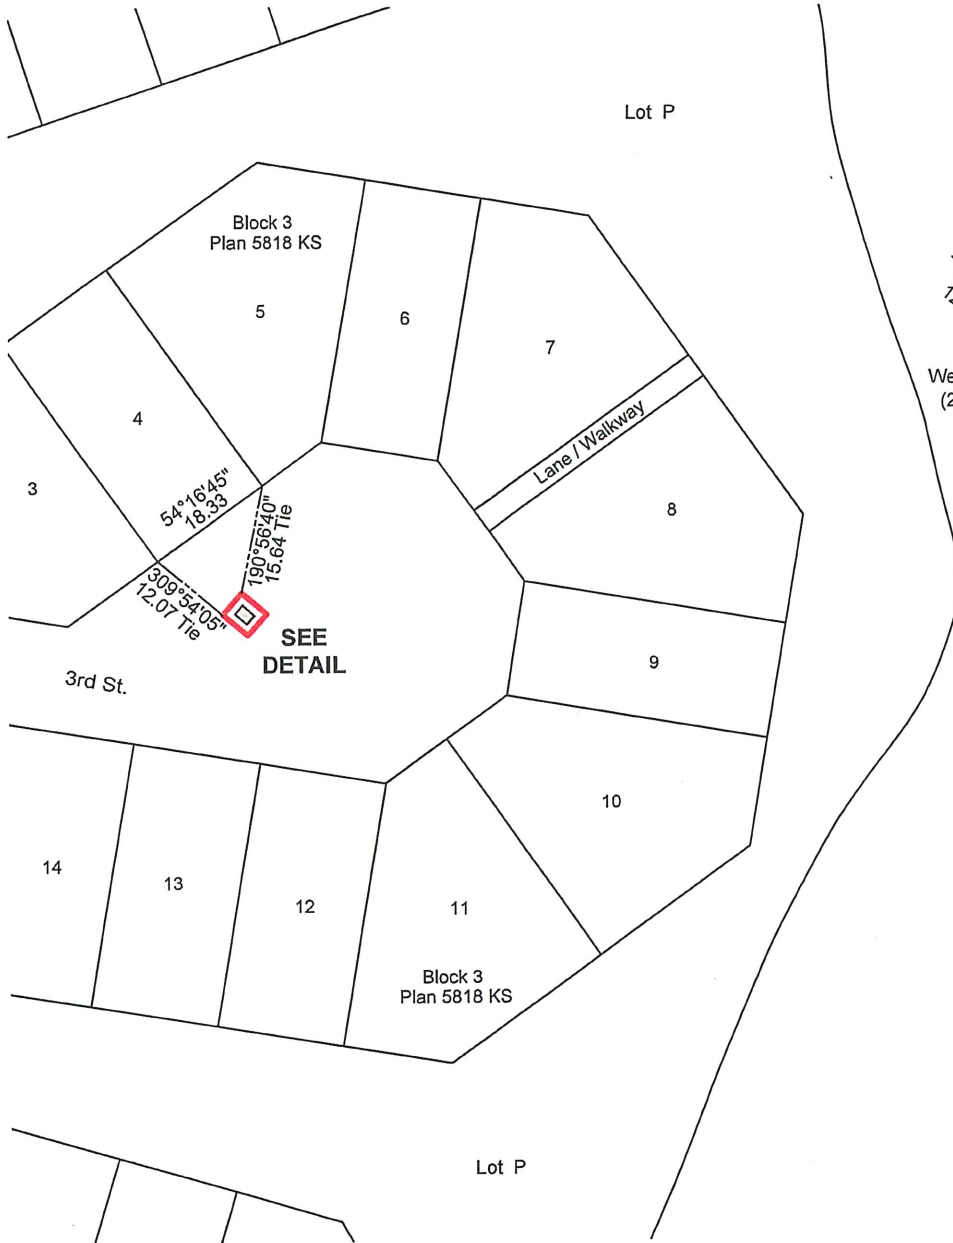 Lot P
Block 3
Plan 5818 KS
5
6
7
We
(2
4
Lane / Walkway
3
54°16'45"
18.33
8
190°56'40"
15.64 Tie
309°54'05"
12.07 Tie
SEE
DETAIL
9
3rd St.
10
14
13
12
11
Block 3
Plan 5818 KS
Lot P